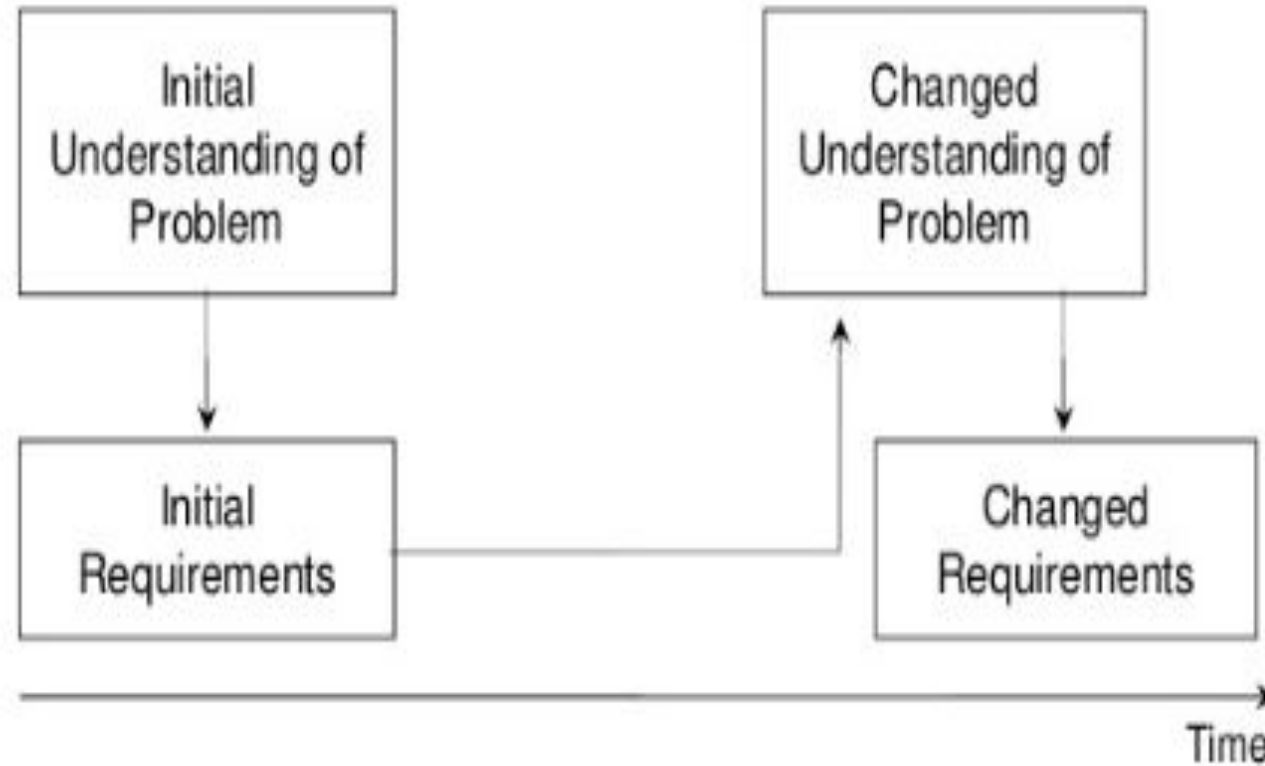 Initial
Understanding of
Problem
Changed
Understanding of
Problem
Initial
Requirements
Changed
Requirements
Time